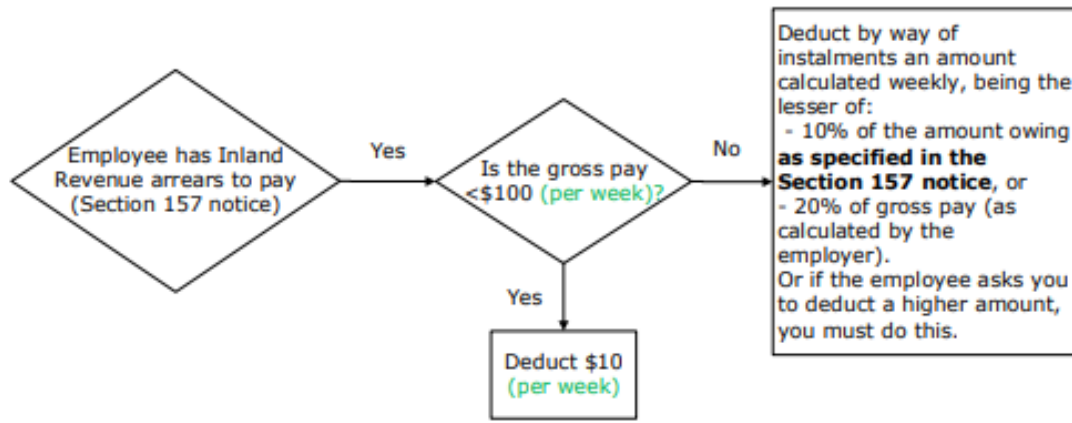 Employee has Inland
Revenue arrears to pay
(Section 157 notice)
Yes
Is the gross pay
<$100 (per week)?
No
Deduct by way of
instalments an amount
calculated weekly, being the
lesser of:
- 10% of the amount owing
as specified in the
Section 157 notice, or
- 20% of gross pay (as
calculated by the
employer).
Or if the employee asks you
to deduct a higher amount,
you must do this.
Yes
Deduct $10
(per week)